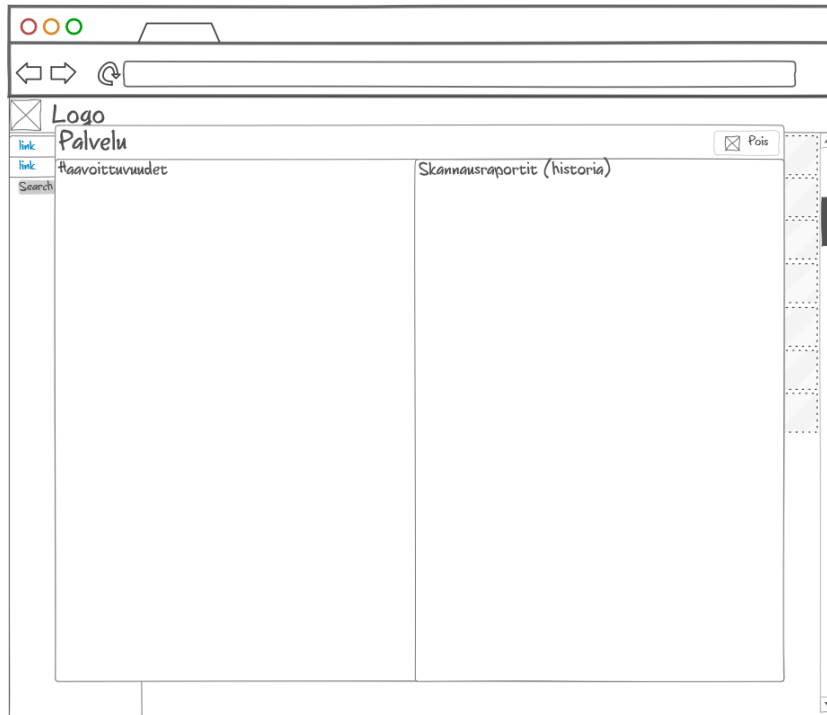 Logo
link
link
Search
Palvelu
Pois
Haavoittuvuudet
Skannausraportit (historia)